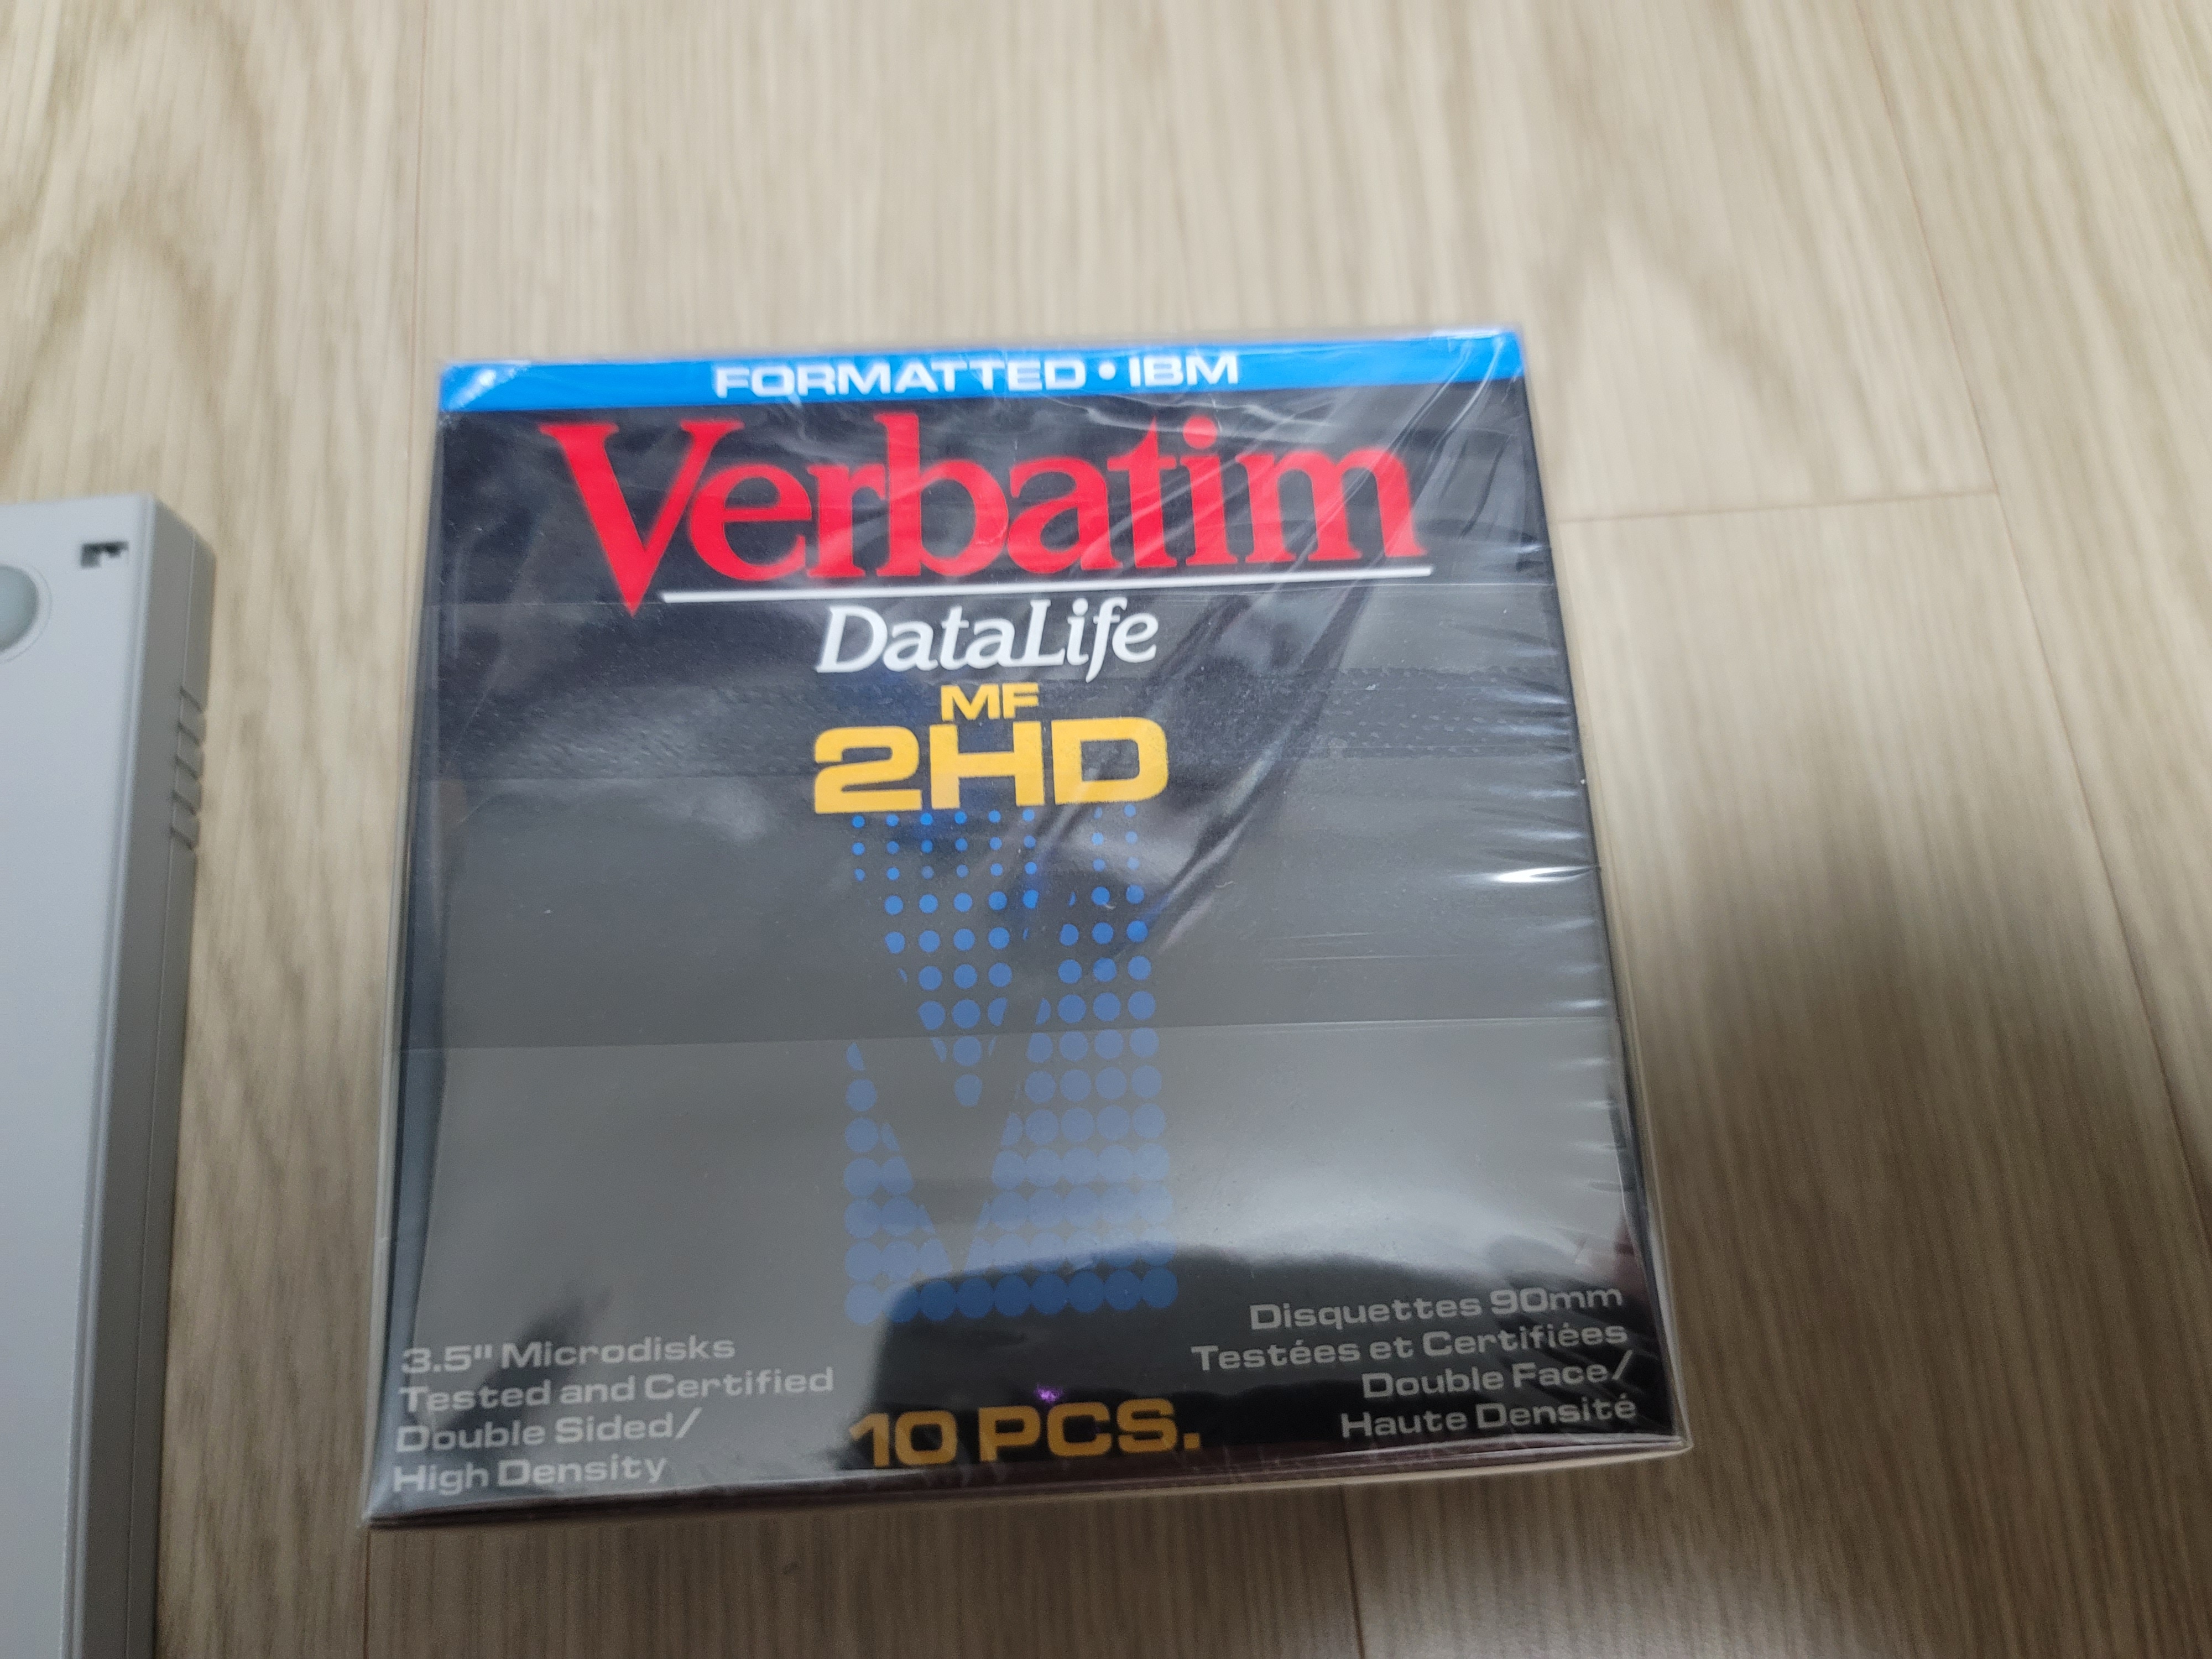 FORMATTED • IBM
Verbatim
DataLife
MF
2HD
3.5" Microdisks
Tested and Certified
Double Sided/
High Density
10 PCS.
Disquettes 90mm
Testées et Certifiées
Double Face/
Haute Densité